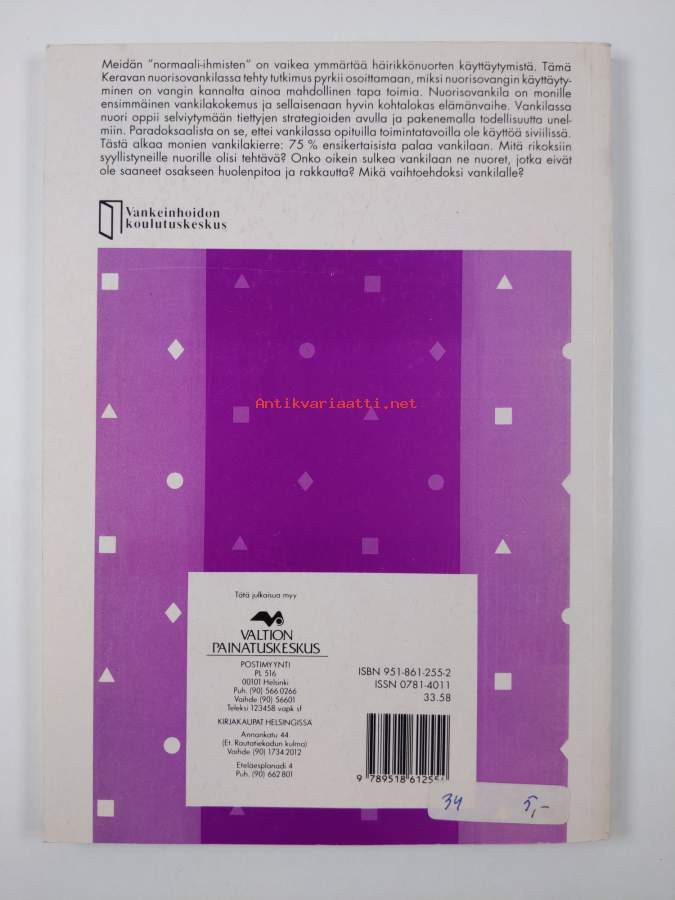 Meidän "normaali-ihmisten" on vaikea ymmärtää häirikkönuorten käyttäytymistä. Tämä
Keravan nuorisovankilassa tehty tutkimus pyrkii osoittamaan, miksi nuorisovangin käyttäyty-
minen on vangin kannalta ainoa mahdollinen tapa toimia. Nuorisovankila on monille
ensimmäinen vankilakokemus ja sellaisenaan hyvin kohtalokas elämänvaihe. Vankilassa
nuori oppii selviytymään tiettyjen strategioiden avulla ja pakenemalla todellisuutta unel-
miin. Paradoksaalista on se, ettei vankilassa opituilla toimintatavoilla ole käyttöä siviilissä.
Tästä alkaa monien vankilakierre: 75 % ensikertaisista palaa vankilaan. Mitä rikoksiin
syyllistyneille nuorille olisi tehtävä? Onko oikein sulkea vankilaan ne nuoret, jotka eivät
ole saaneet osakseen huolenpitoa ja rakkautta? Mikä vaihtoehdoksi vankilalle?
Vankeinhoidon
koulutuskeskus
Antikvariaatti.net
Tätä julkaisua myy
VALTION
PAINATUSKESKUS
POSTIMYYNTI
PL 516
00101 Helsinki
Puh. (90) 566 0266
Vaihde (90) 56601
Teleksi 123458 vapk sf
KIRJAKAUPAT HELSINGISSÄ
Annankatu 44
(Et. Rautatiekadun kulma)
Vaihde (90) 1734 2012
Eteläesplanadi 4
Puh. (90) 662 801
ISBN 951-861-255-2
ISSN 0781-4011
33.58
9 789518 61255
34 5,-